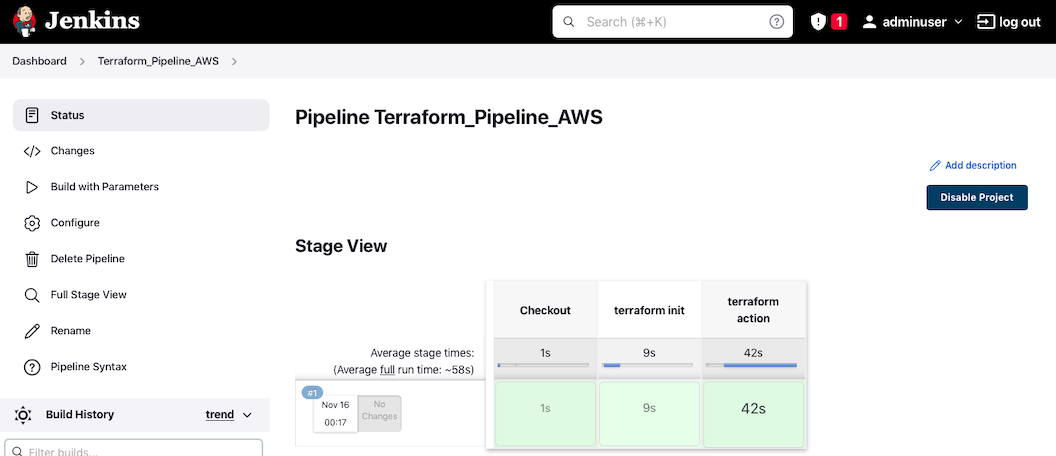 Jenkins
Search (⌘+K)
1
adminuser
log out
Dashboard
Terraform_Pipeline_AWS
Status
Changes
Build with Parameters
Configure
Delete Pipeline
Full Stage View
Rename
Pipeline Syntax
Build History
trend
Filter builds...
Pipeline Terraform_Pipeline_AWS
Add description
Disable Project
Stage View
Checkout
terraform init
terraform
action
Average stage times:
(Average full run time: ~58s)
1s
9s
42s
#1
Nov 16
00:17
No
Changes
1s
9s
42s